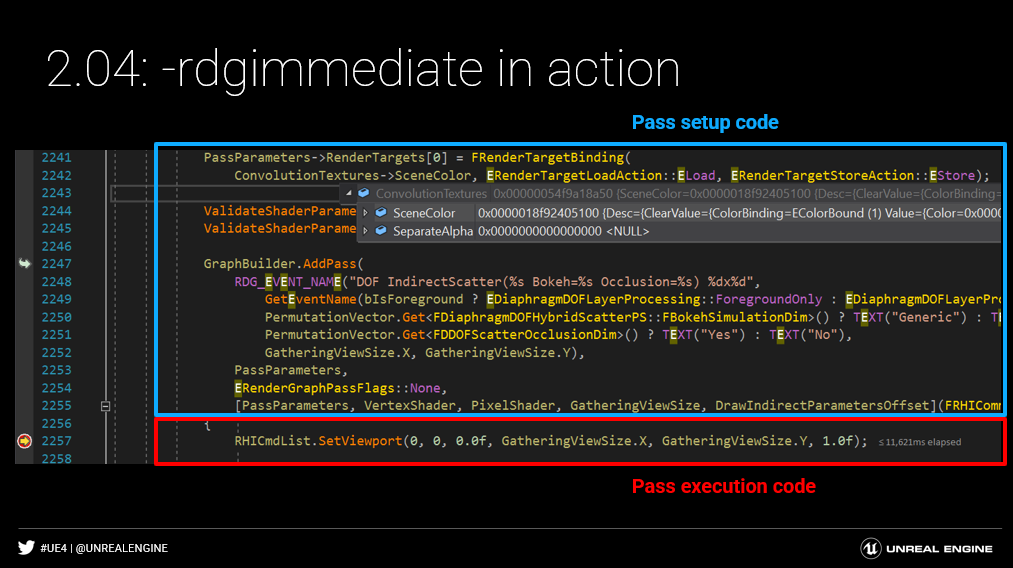 2.04: -rdgimmediate in action
Pass setup code
2241 PassParameters->RenderTargets[0] = FRenderTargetBinding(
2242 ConvolutionTextures->SceneColor, ERenderTargetLoadAction::ELoad, ERenderTargetStoreAction::EStore);
2243 ConvolutionTextures 0x00000054f9a18a50 {SceneColor=0x0000018f92405100 {Desc={ClearValue={ColorBinding=
2244 ValidateShaderParame SceneColor 0x0000018f92405100 {Desc={ClearValue={ColorBinding=EColorBound (1) Value={Color=0x000
2245 ValidateShaderParame SeparateAlpha 0x0000000000000000 <NULL>
2246
2247 GraphBuilder.AddPass(
2248 RDG_EVENT_NAME("DOF IndirectScatter(%s Bokeh=%s Occlusion=%s) %dx%d",
2249 GetEventName(bIsForeground ? EDiaphragmDOFLayerProcessing::ForegroundOnly : EDiaphragmDOFLayerPro
2250 PermutationVector.Get<FDiaphragmDOFHybridScatterPS::FBokehSimulationDim>() ? TEXT("Generic") : TE
2251 PermutationVector.Get<FDDOFScatterOcclusionDim>() ? TEXT("Yes") : TEXT("No"),
2252 GatheringViewSize.X, GatheringViewSize.Y),
2253 PassParameters,
2254 ERenderGraphPassFlags::None,
2255 [PassParameters, VertexShader, PixelShader, GatheringViewSize, DrawIndirectParametersOffset](FRHICom
2256 {
2257 RHICmdList.SetViewport(0, 0, 0.0f, GatheringViewSize.X, GatheringViewSize.Y, 1.0f); ≤11,621ms elapsed
2258
Pass execution code
#UE4 | @UNREALENGINE
UNREAL ENGINE